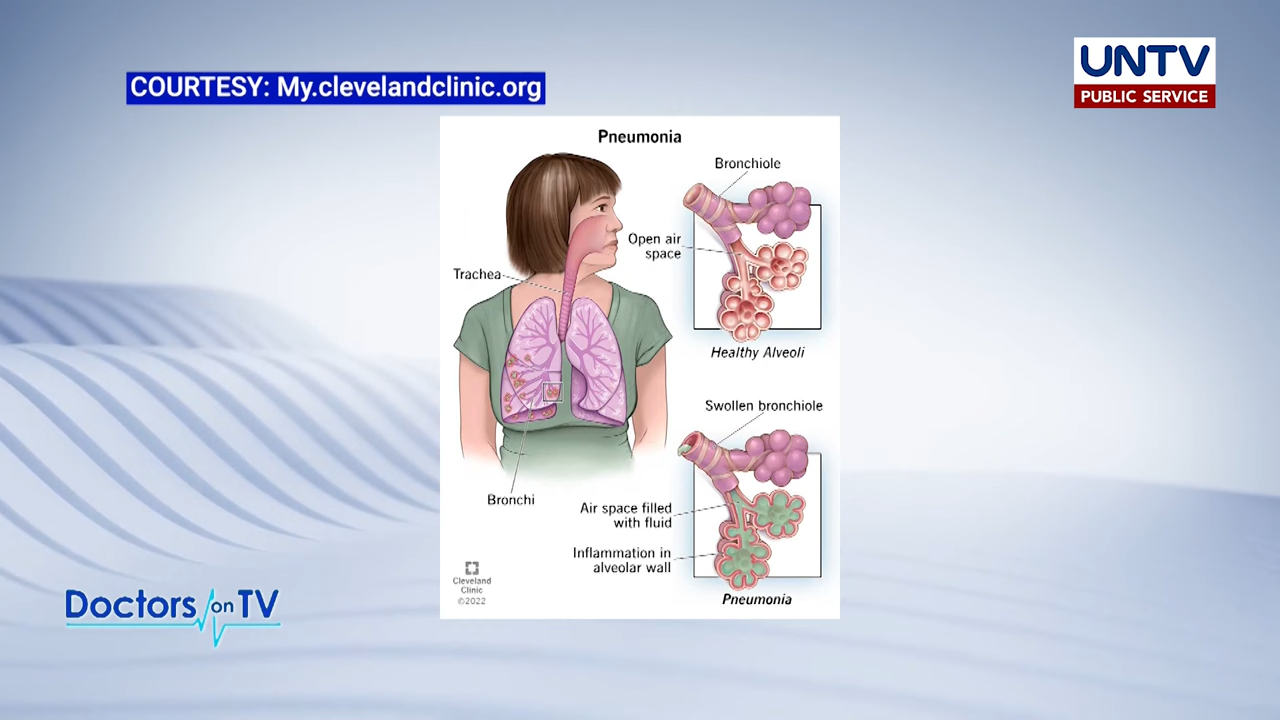 COURTESY: My.clevelandclinic.org
UNTV
PUBLIC SERVICE
Pneumonia
Bronchiole
Open air
space
Trachea
Healthy Alveoli
Swollen bronchiole
Bronchi
Air space filled
with fluid
Inflammation in
alveolar wall
Cleveland
Clinic
©2022
Pneumonia
Doctors on TV